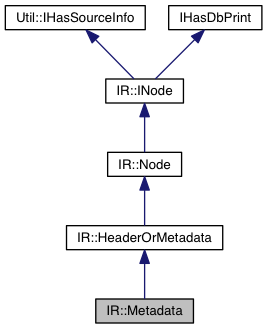 Util::IHasSourceInfo
IHasDbPrint
IR::INode
IR::Node
IR::HeaderOrMetadata
IR::Metadata